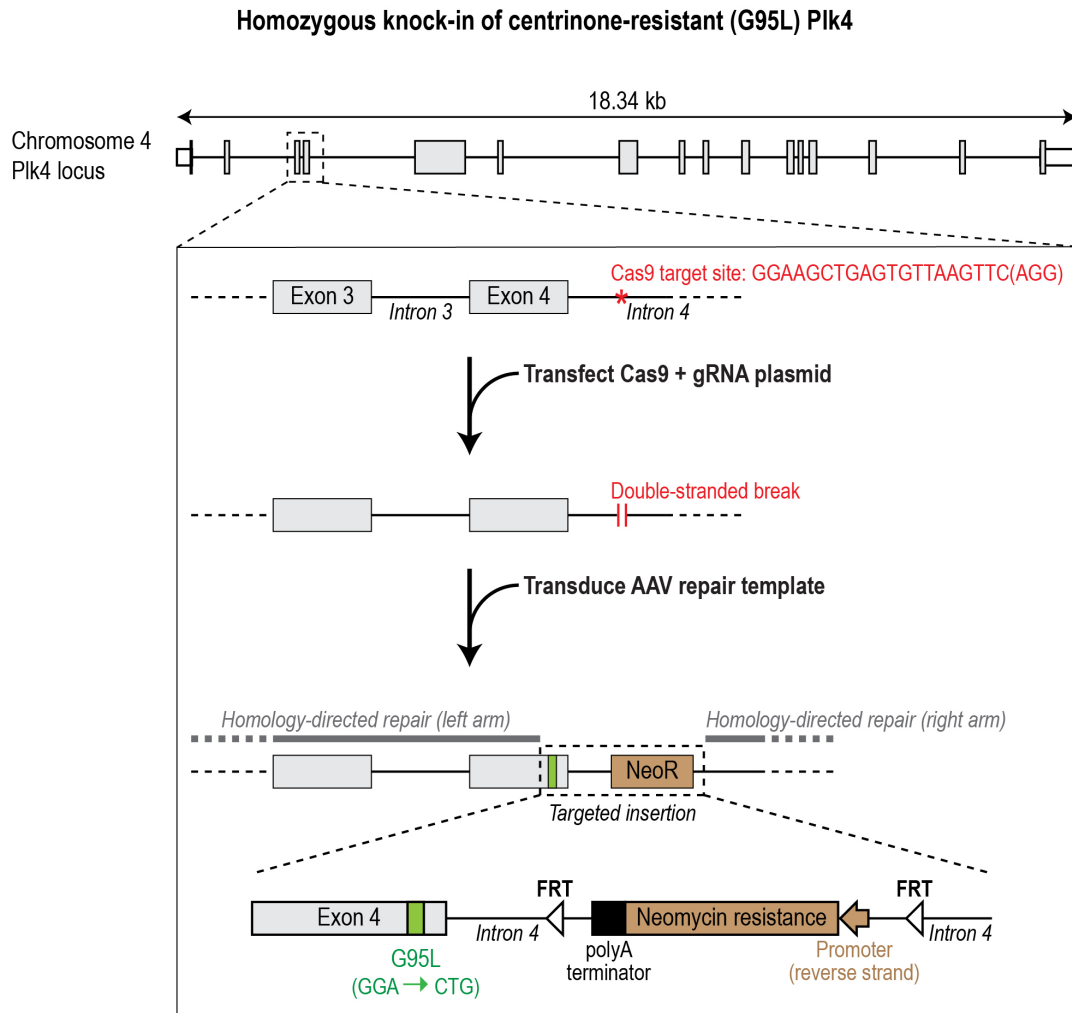 Homozygous knock-in of centrinone-resistant (G95L) Plk4
18.34 kb
Chromosome 4
Plk4 locus
Cas9 target site: GGAAGCTGAGTGTTAAGTTC(AGG)
Exon 3
Exon 4
Intron 3
Intron 4
Transfect Cas9 + gRNA plasmid
Double-stranded break
Transduce AAV repair template
Homology-directed repair (left arm)
Homology-directed repair (right arm)
NeoR
Targeted insertion
FRT
FRT
Exon 4
Neomycin resistance
Intron 4
Intron 4
polyA
terminator
Promoter
(reverse strand)
G95L
(GGA → CTG)